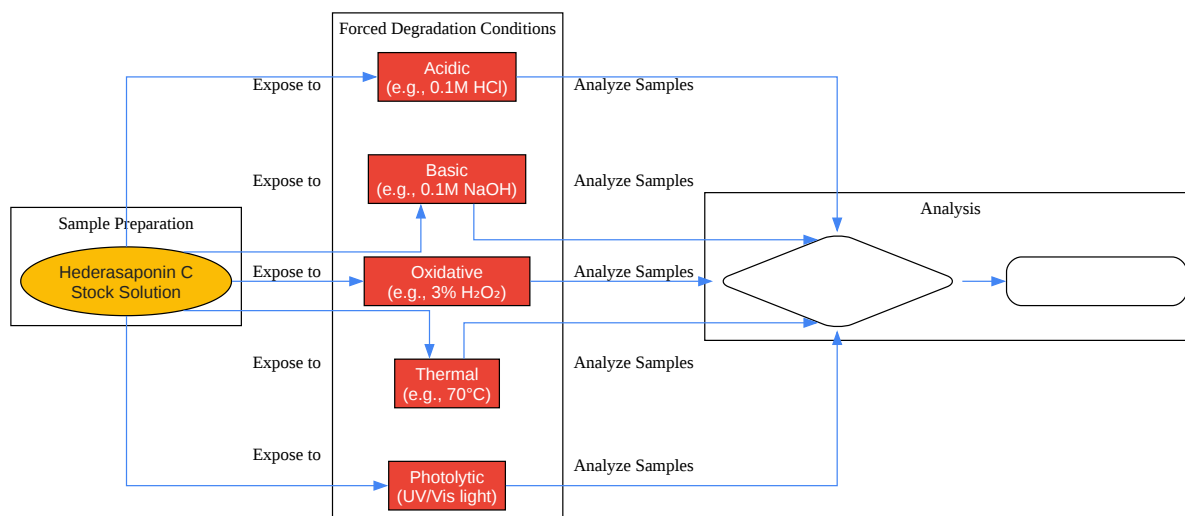 Forced Degradation Conditions
Acidic
(e.g., 0.1M HCl)
Expose to
Analyze Samples
Basic
(e.g., 0.1M NaOH)
Expose to
Analyze Samples
Sample Preparation
Analysis
Hederasaponin C
Stock Solution
Expose to
Oxidative
(e.g., 3% H₂O₂)
Analyze Samples
Expose to
Thermal
(e.g., 70°C)
Analyze Samples
Expose to
Photolytic
(UV/Vis light)
Analyze Samples